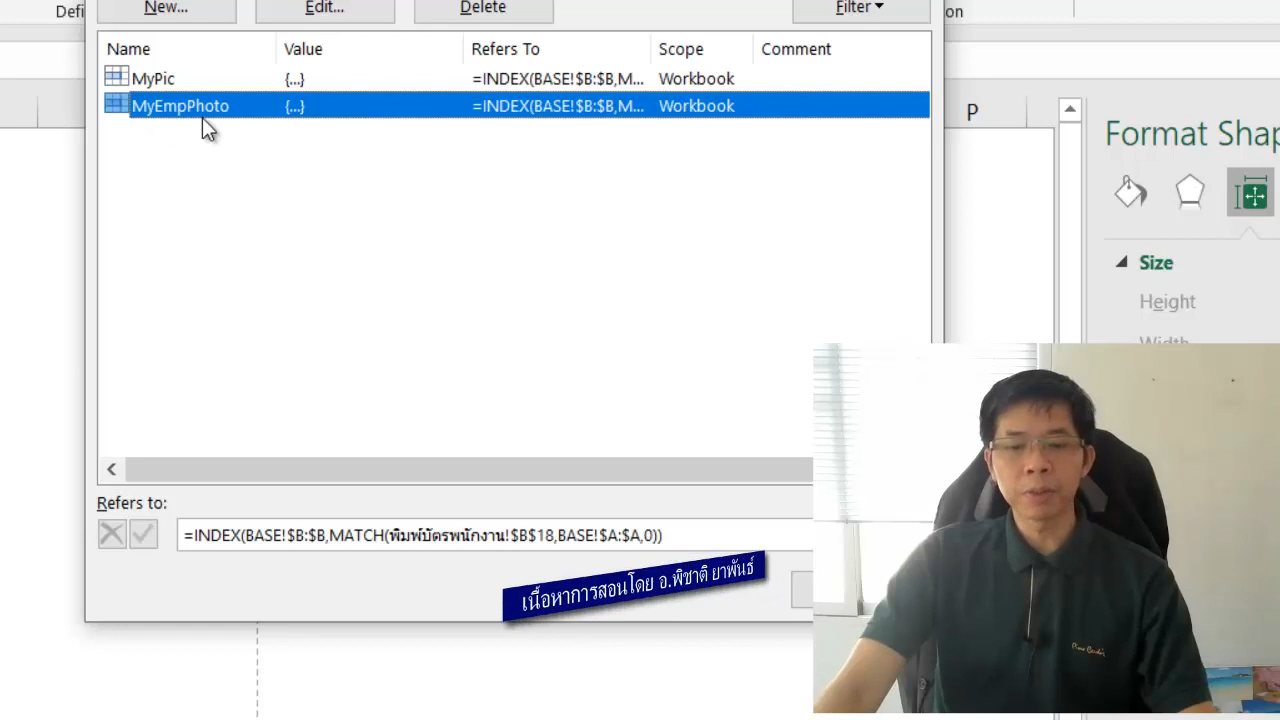 Defi
on
New...
Edit...
Delete
Filter
Name
Value
Refers To
Scope
Comment
MyPic
{...}
=INDEX(BASE!$B:$B,M...
Workbook
MyEmpPhoto
{...}
=INDEX(BASE!$B:$B,M...
Workbook
P
Format Shap
Size
Height
Width
Refers to:
=INDEX(BASE!$B:$B,MATCH(พิมพ์บัตรพนักงาน!$B$18,BASE!$A:$A,0))
เนื้อหาการสอนโดย อ.พิชาติ ยาพันธ์